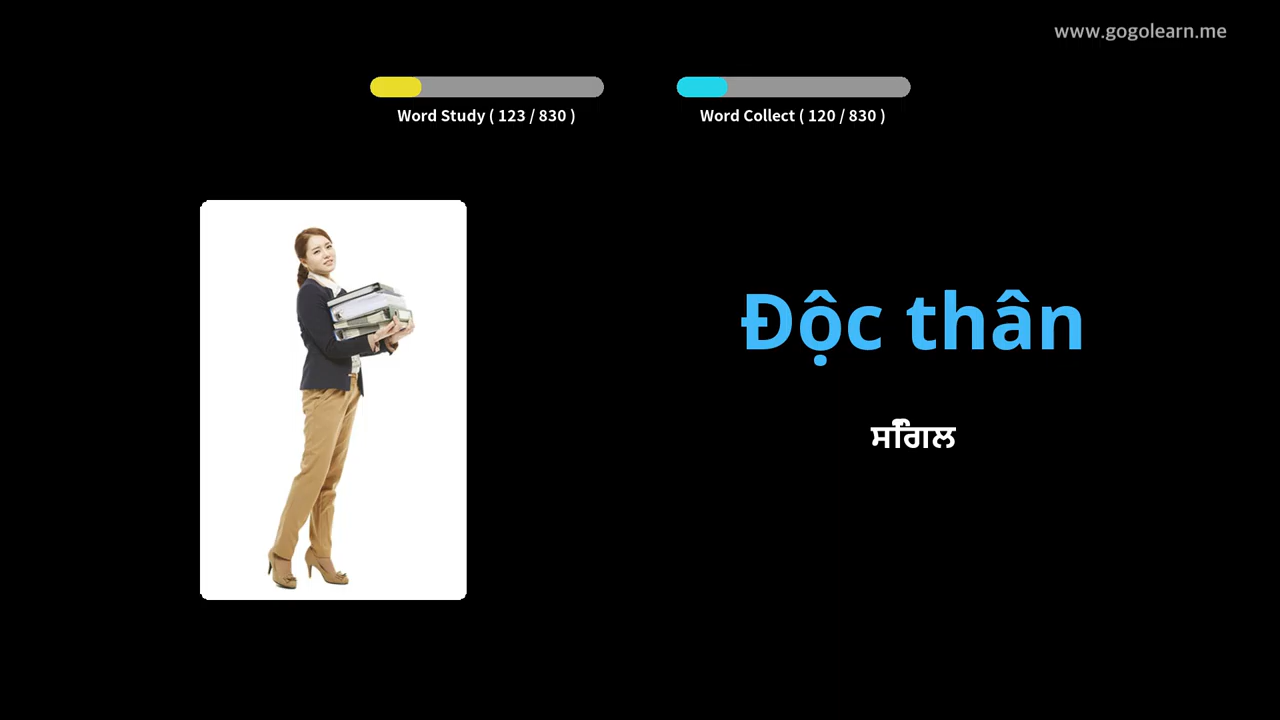 www.gogolearn.me
Word Study ( 123 / 830 )
Word Collect ( 120 / 830 )
Độc thân
ਸਿੰਗਲ